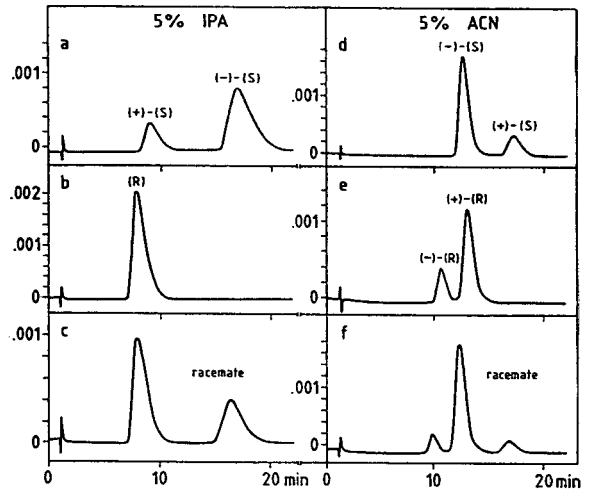 5% IPA
a
.001
0
(+)-(S)
(-)-(S)
b
.002
.001
0
(R)
c
.001
0
racemate
0
10
20 min
5% ACN
d
.001
0
(-)-(S)
(+)-(S)
e
.001
0
(-)-(R)
(+)-(R)
f
.001
0
racemate
10
20 min